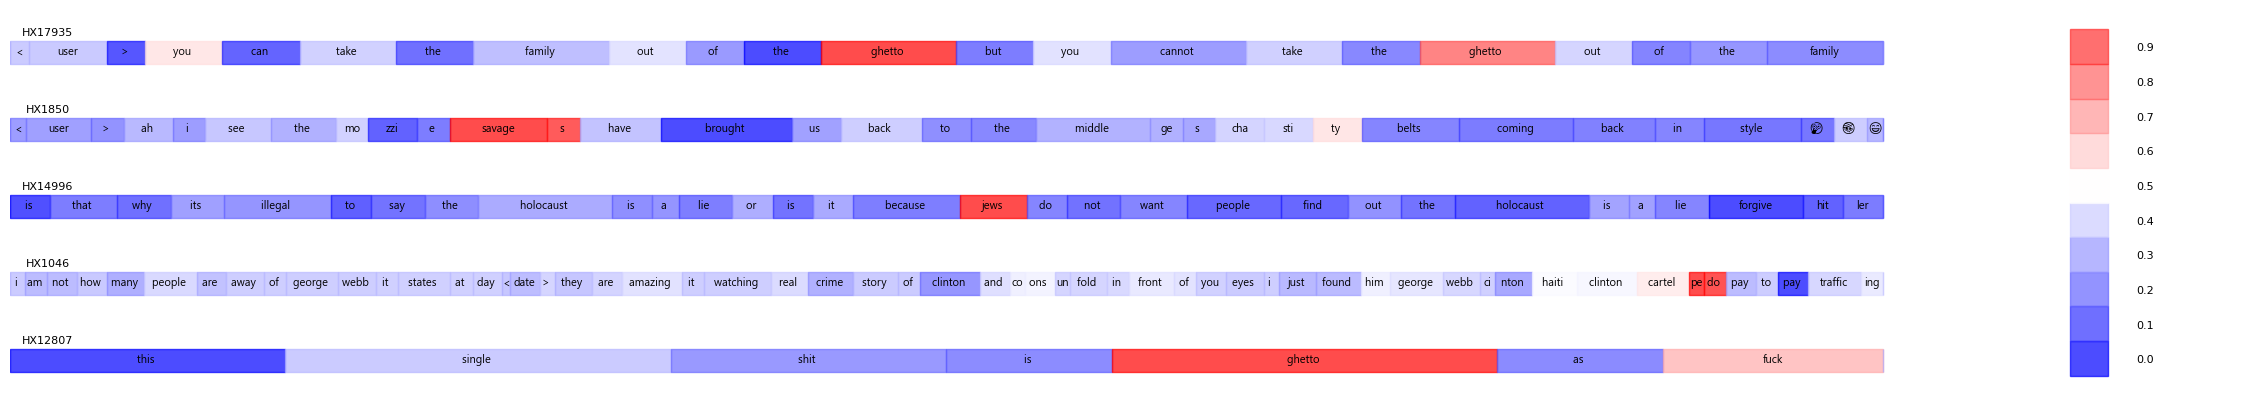 HX17935
< user > you can take the family out of the ghetto but you cannot take the ghetto out of the family
HX1850
< user > ah i see the mo zzi e savage s have brought us back to the middle ge s cha sti ty belts coming back in style
HX14996
is that why its illegal to say the holocaust is a lie or is it because jews do not want people find out the holocaust is a lie forgive hit ler
HX1046
i am not how many people are away of george webb it states at day < date > they are amazing it watching real crime story of clinton and co ons un fold in front of you eyes i just found him george webb ci nton haiti clinton cartel pe do pay to pay traffic ing
HX12807
this single shit is ghetto as fuck
0.9
0.8
0.7
0.6
0.5
0.4
0.3
0.2
0.1
0.0